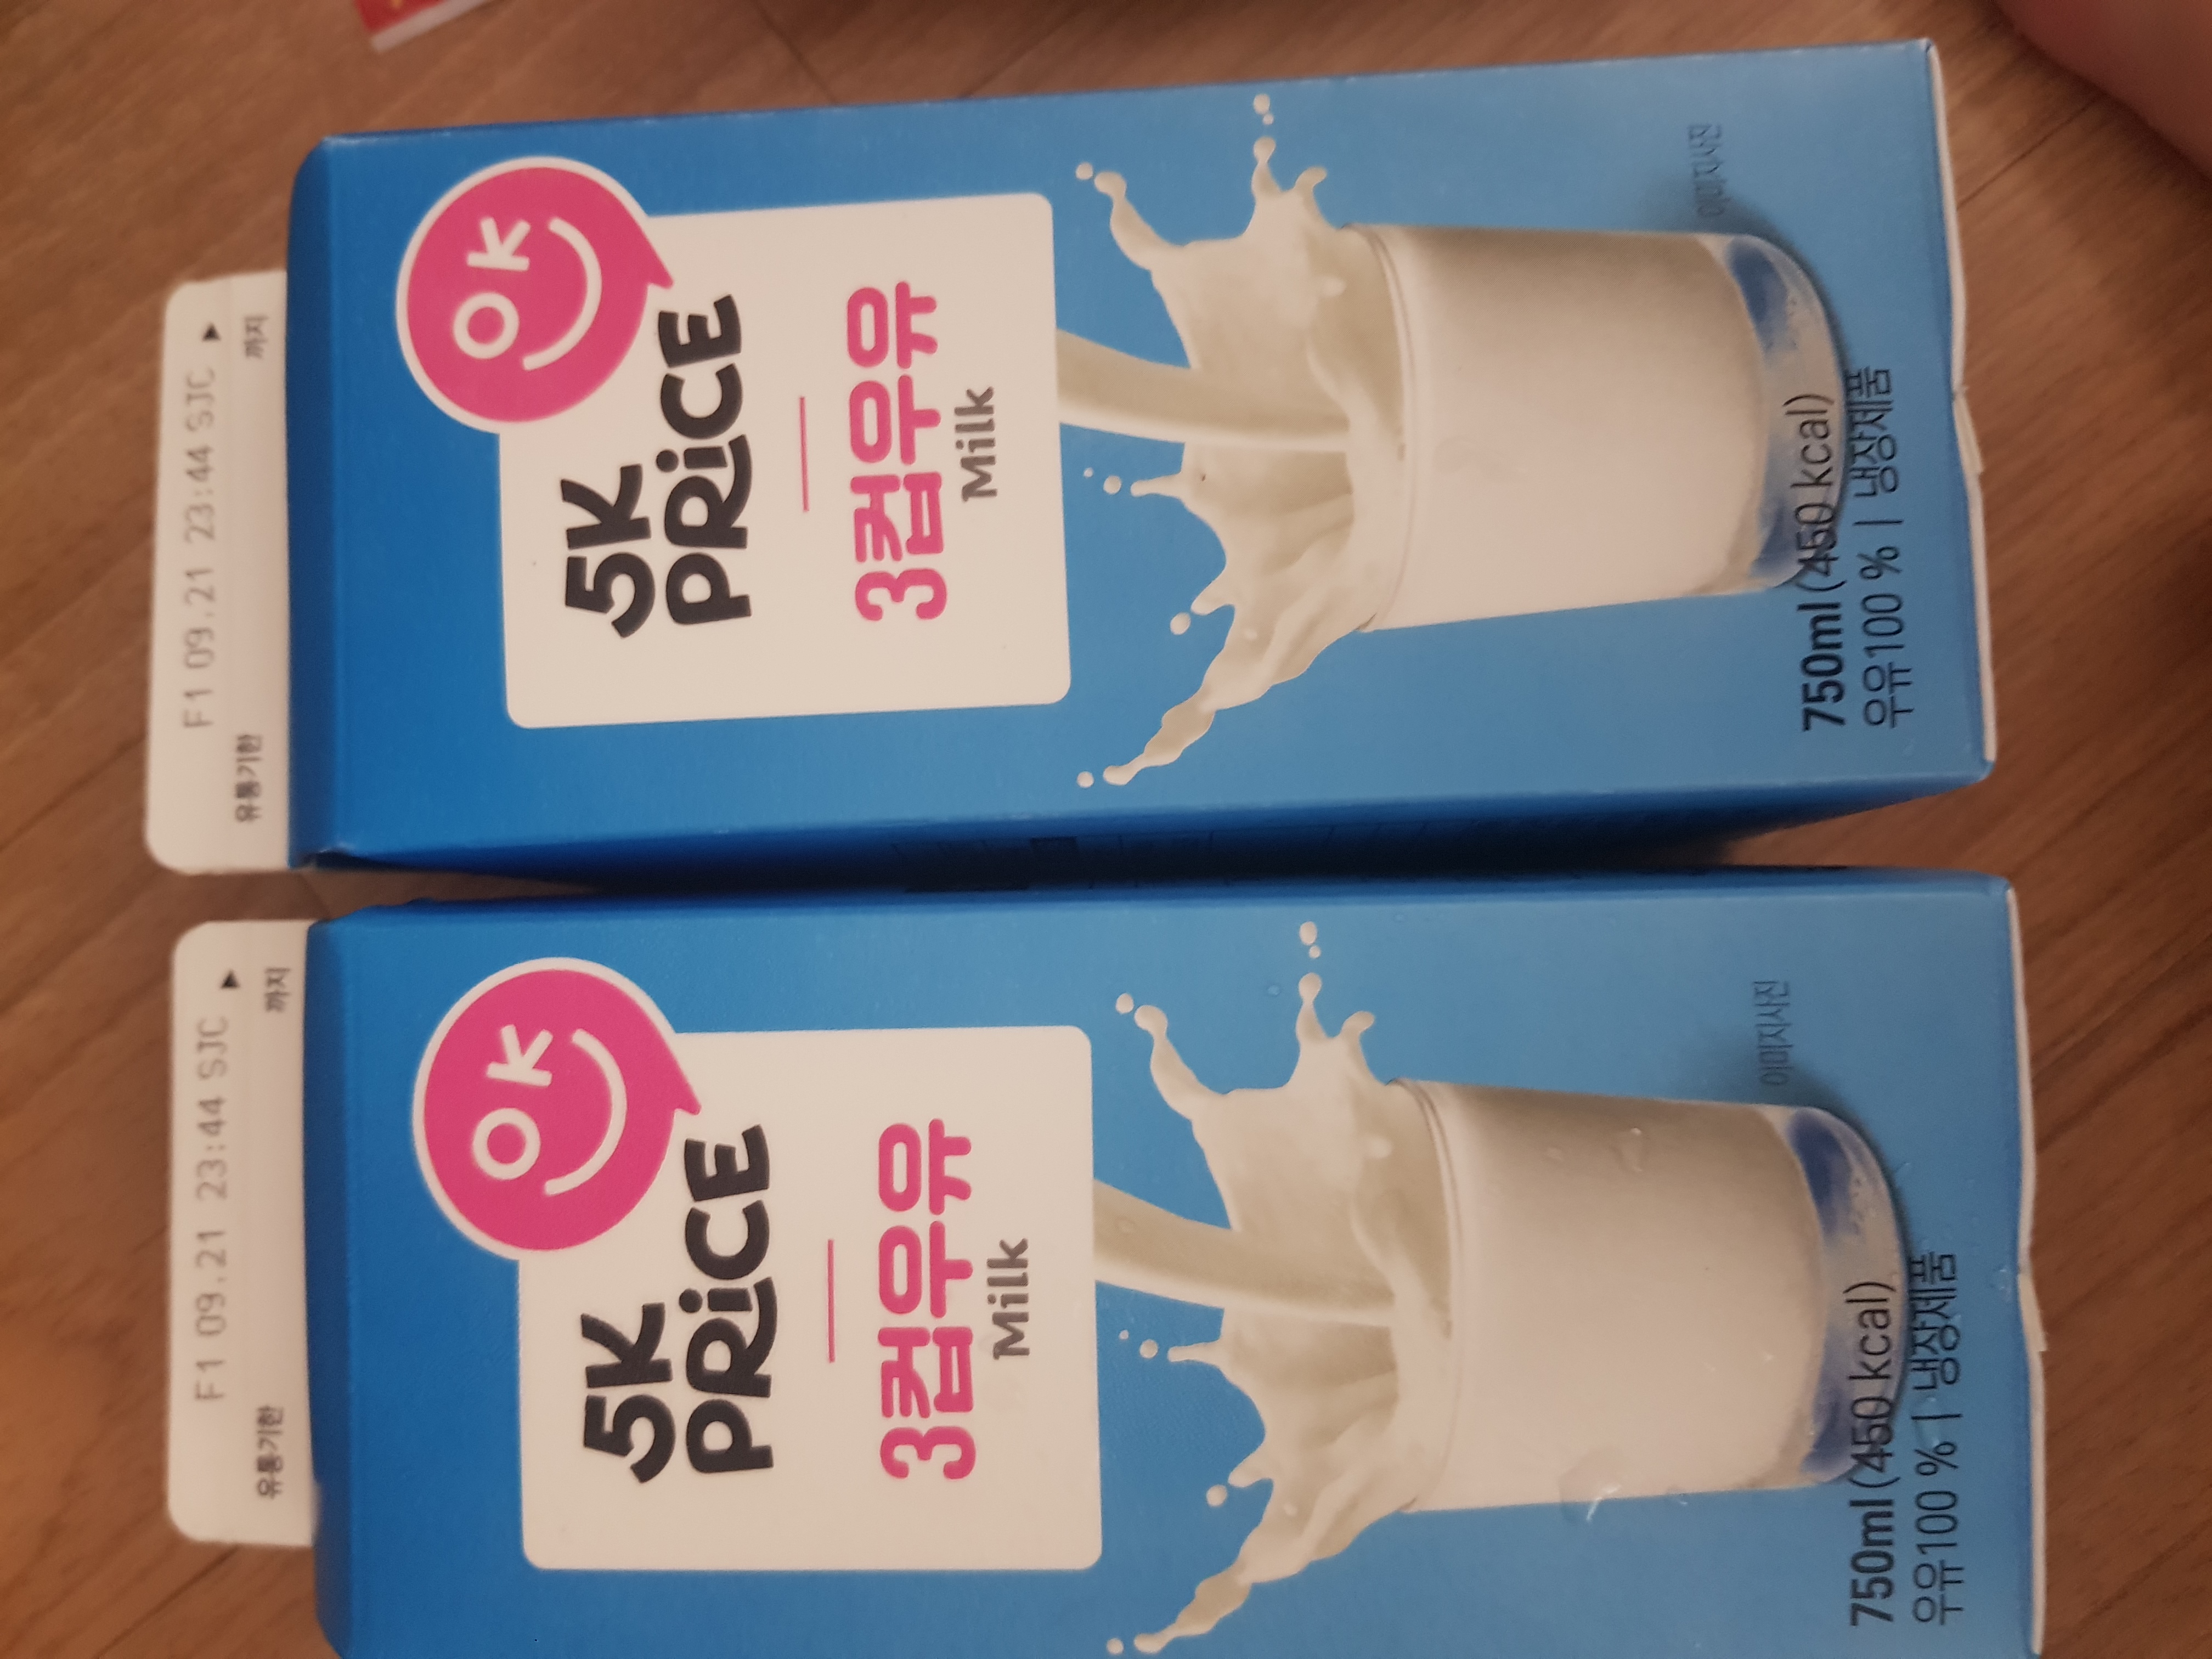 F1 09.21 23:44 SJC ▶
유통기한 까지
ok
5K
PRiCE
3컵우유
Milk
이미지사진
750ml (450 kcal)
우유100 % | 냉장제품
F1 09.21 23:44 SJC ▶
유통기한 까지
ok
5K
PRiCE
3컵우유
Milk
이미지사진
750ml (450 kcal)
우유100 % | 냉장제품